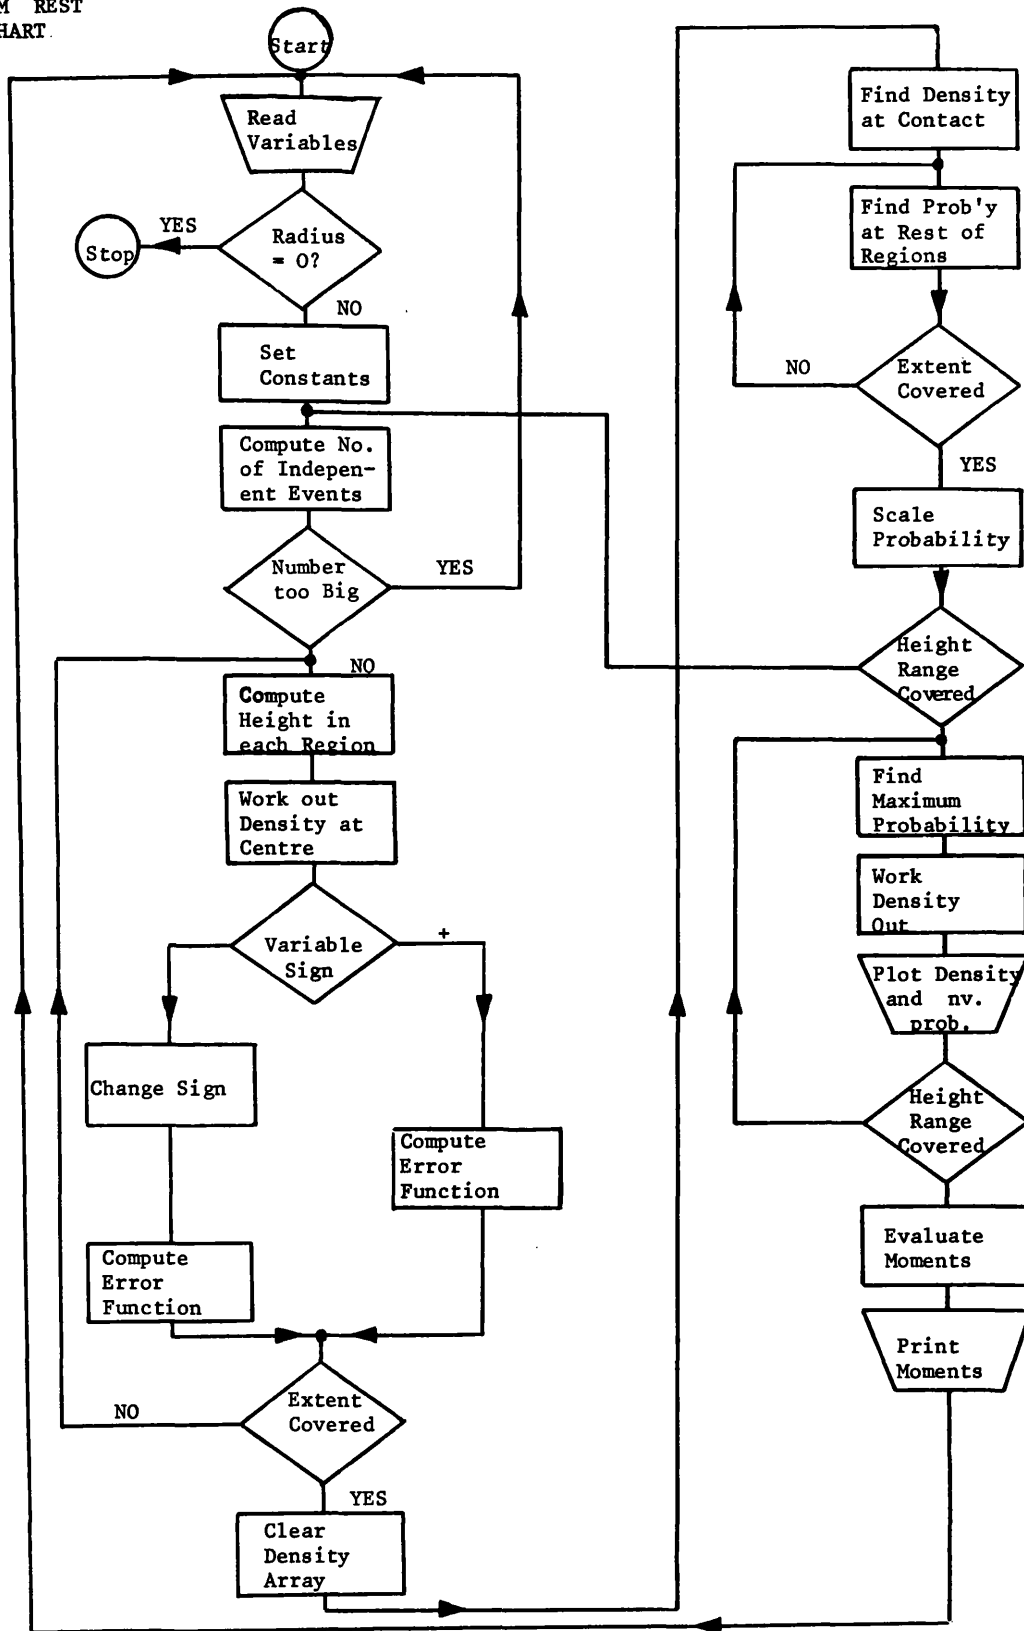 M REST
HART
Start
Read
Variables
Radius
= 0?
YES
Stop
NO
Set
Constants
Compute No.
of Indepen-
ent Events
Number
too Big
YES
NO
Compute
Height in
each Region
Work out
Density at
Centre
Variable
Sign
+
Change Sign
Compute
Error
Function
Compute
Error
Function
Extent
Covered
NO
YES
Clear
Density
Array
Find Density
at Contact
Find Prob'y
at Rest of
Regions
Extent
Covered
NO
YES
Scale
Probability
Height
Range
Covered
Find
Maximum
Probability
Work
Density
Out
Plot Density
and nv.
prob.
Height
Range
Covered
Evaluate
Moments
Print
Moments